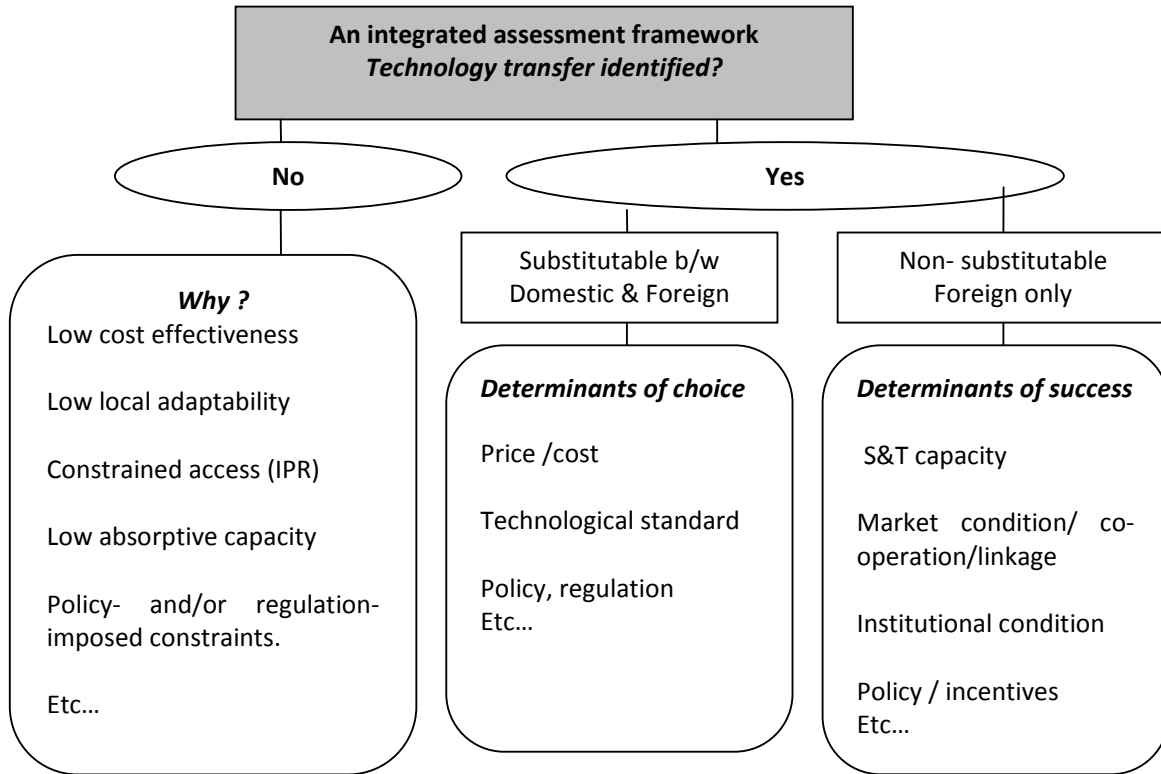 An integrated assessment framework
Technology transfer identified?
No
Yes
Substitutable b/w
Domestic & Foreign
Non- substitutable
Foreign only
Why ?
Low cost effectiveness
Low local adaptability
Constrained access (IPR)
Low absorptive capacity
Policy- and/or regulation-
imposed constraints.
Etc...
Determinants of choice
Price /cost
Technological standard
Policy, regulation
Etc...
Determinants of success
S&T capacity
Market condition/ co-
operation/linkage
Institutional condition
Policy / incentives
Etc...